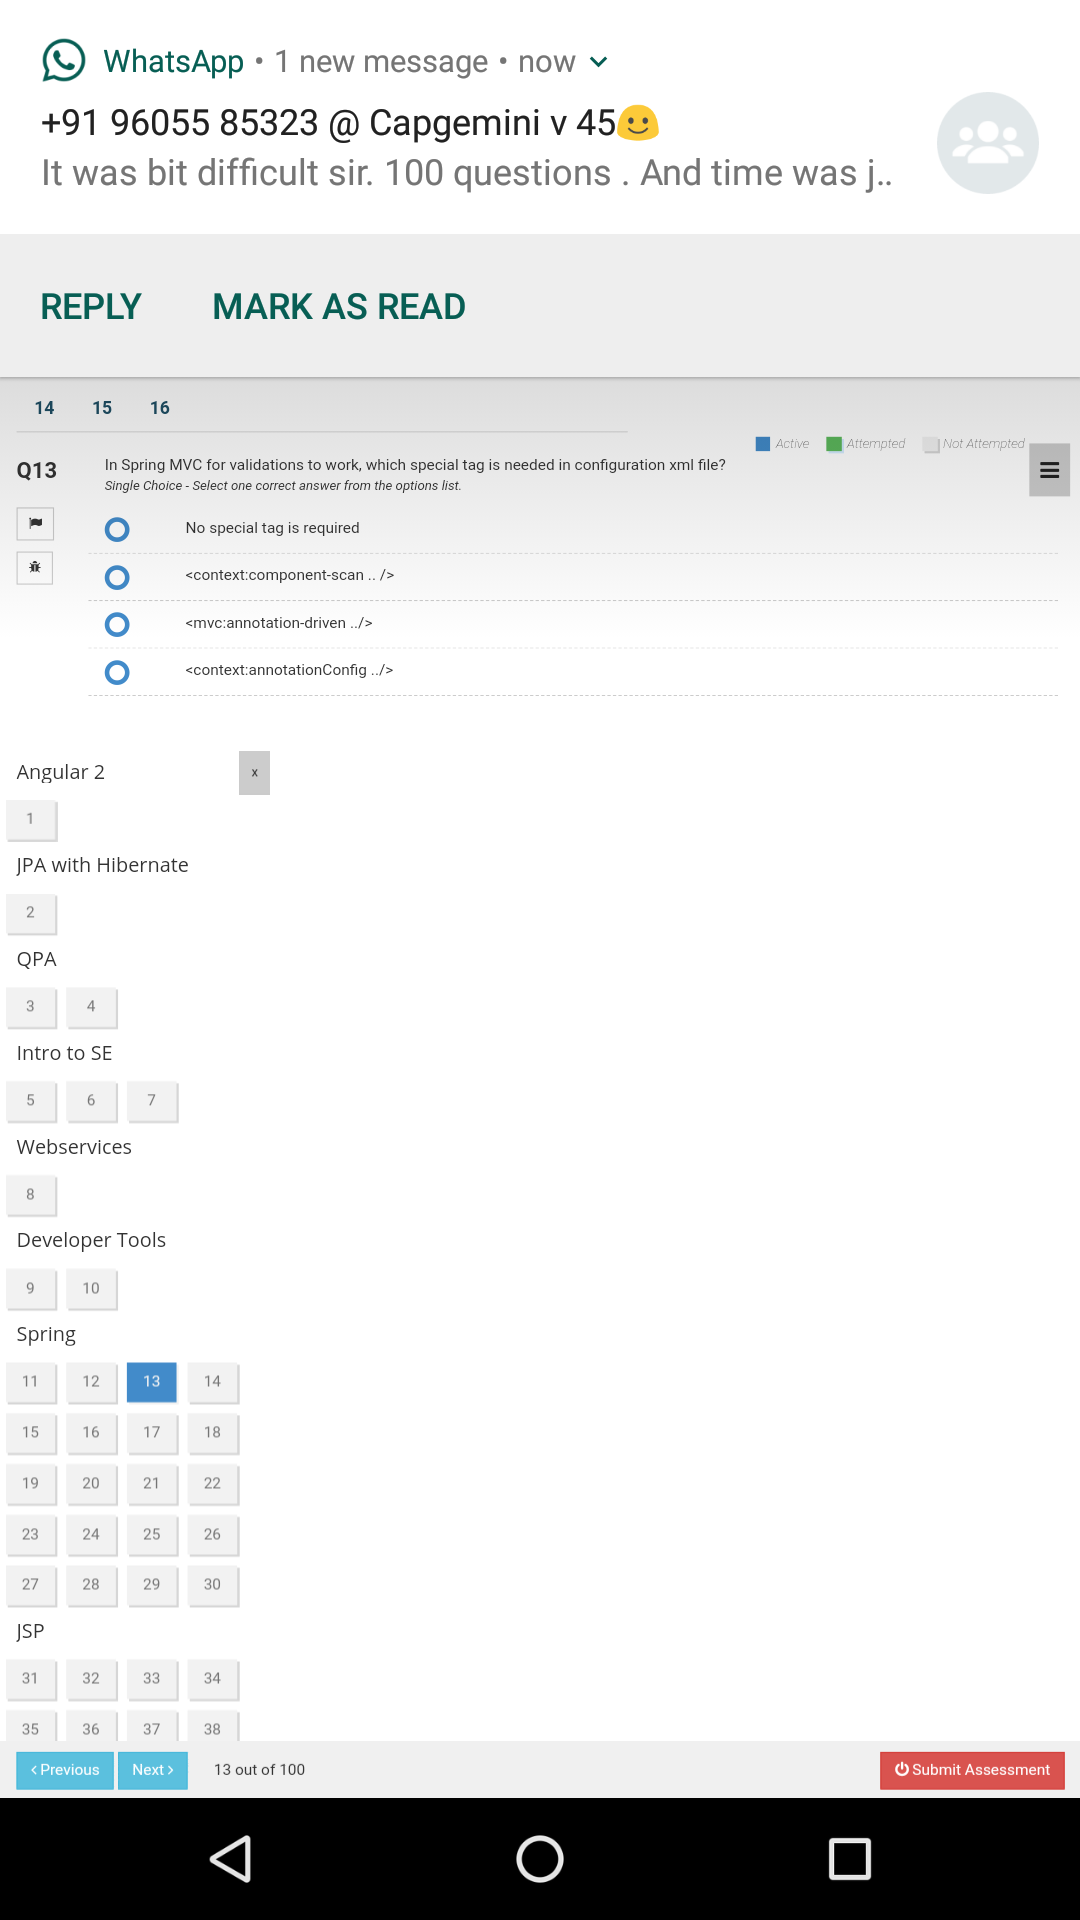 WhatsApp • 1 new message • now
+91 96055 85323 @ Capgemini v 45🙂
It was bit difficult sir. 100 questions . And time was j..
REPLY MARK AS READ
14 15 16
Active Attempted Not Attempted
Q13 In Spring MVC for validations to work, which special tag is needed in configuration xml file?
Single Choice - Select one correct answer from the options list.
No special tag is required
<context:component-scan .. />
<mvc:annotation-driven ../>
<context:annotationConfig ../>
Angular 2 x
1
JPA with Hibernate
2
QPA
3 4
Intro to SE
5 6 7
Webservices
8
Developer Tools
9 10
Spring
11 12 13 14
15 16 17 18
19 20 21 22
23 24 25 26
27 28 29 30
JSP
31 32 33 34
35 36 37 38
‹ Previous Next › 13 out of 100 Submit Assessment